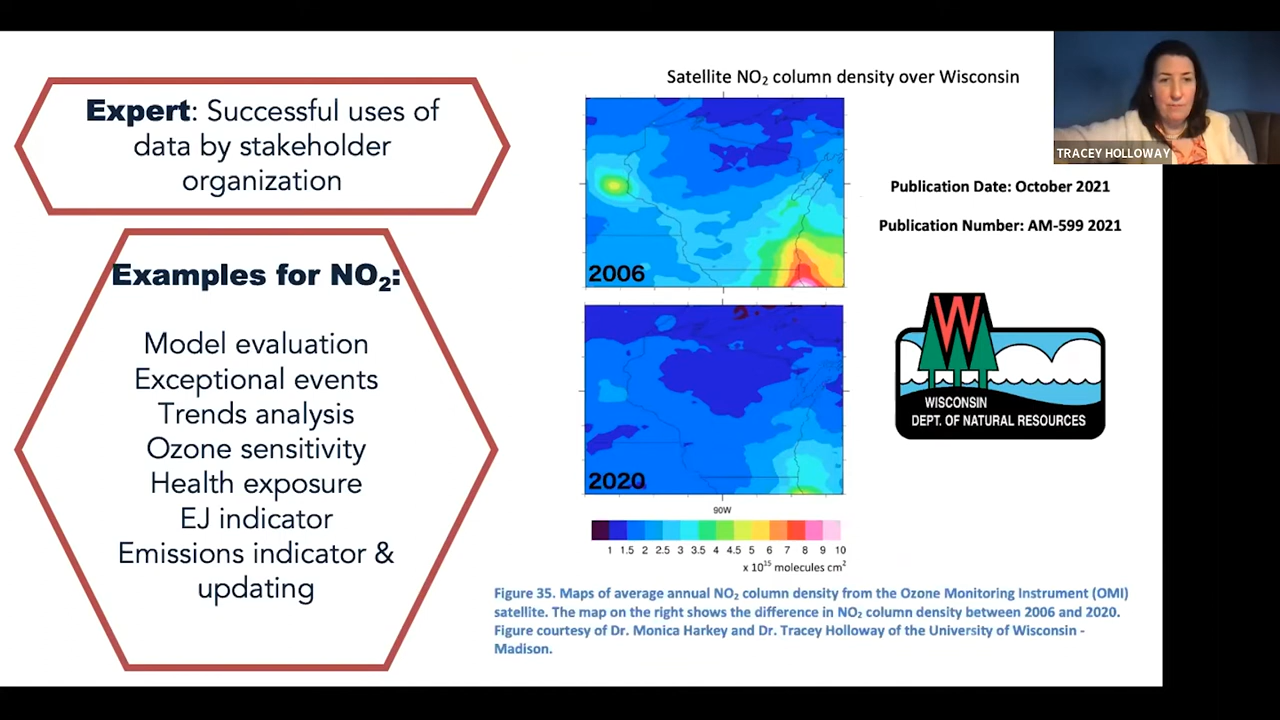 Expert: Successful uses of
data by stakeholder
organization
Examples for NO₂:
Model evaluation
Exceptional events
Trends analysis
Ozone sensitivity
Health exposure
EJ indicator
Emissions indicator &
updating
Satellite NO₂ column density over Wisconsin
2006
2020
90W
1 1.5 2 2.5 3 3.5 4 4.5 5 6 7 8 9 10
x 10¹⁵ molecules cm²
TRACEY HOLLOWAY
Publication Date: October 2021
Publication Number: AM-599 2021
W
WISCONSIN
DEPT. OF NATURAL RESOURCES
Figure 35. Maps of average annual NO₂ column density from the Ozone Monitoring Instrument (OMI)
satellite. The map on the right shows the difference in NO₂ column density between 2006 and 2020.
Figure courtesy of Dr. Monica Harkey and Dr. Tracey Holloway of the University of Wisconsin -
Madison.